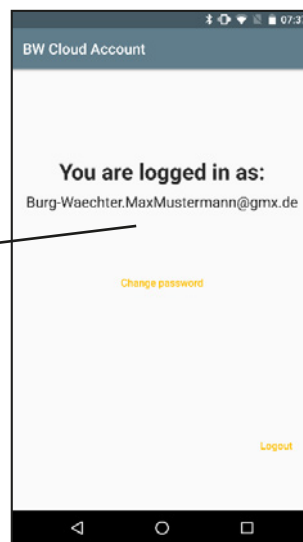 07:37
BW Cloud Account
You are logged in as:
Burg-Waechter.MaxMustermann@gmx.de
Change password
Logout